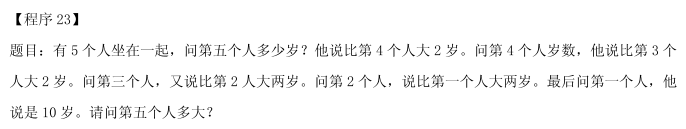 【程序 23】
题目：有 5 个人坐在一起，问第五个人多少岁？他说比第 4 个人大 2 岁。问第 4 个人岁数，他说比第 3 个
人大 2 岁。问第三个人，又说比第 2 人大两岁。问第 2 个人，说比第一个人大两岁。最后问第一个人，他
说是 10 岁。请问第五个人多大？